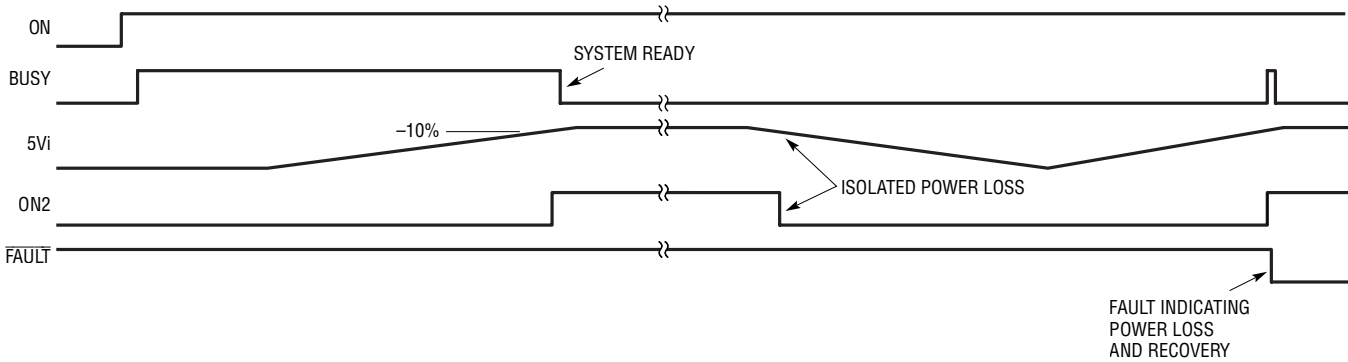 ON
SYSTEM READY
BUSY
–10%
5Vi
ISOLATED POWER LOSS
ON2
FAULT
FAULT INDICATING
POWER LOSS
AND RECOVERY